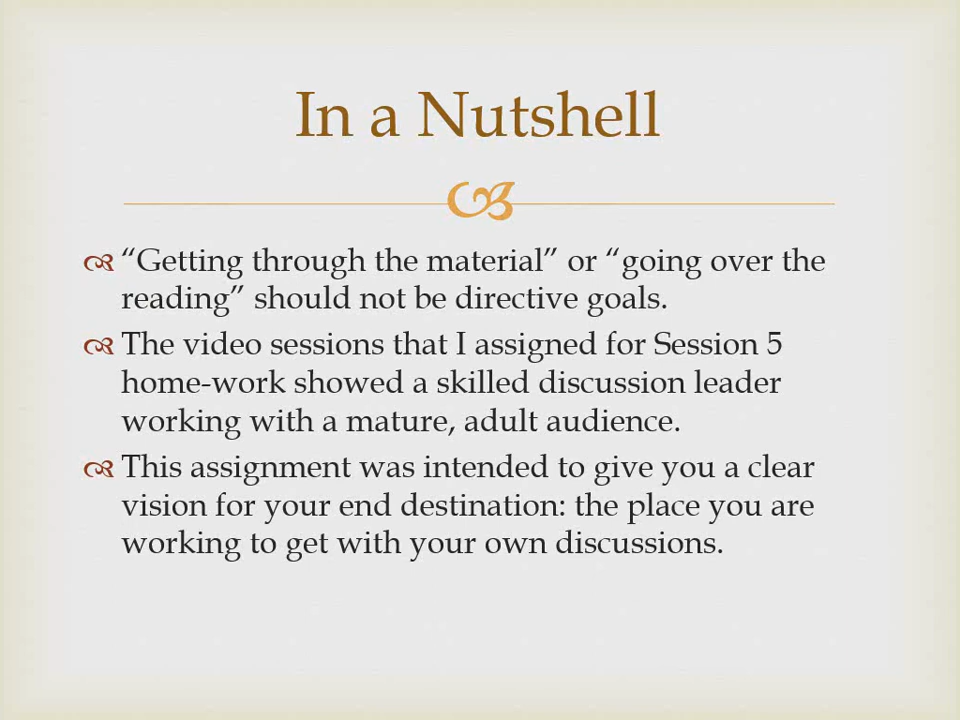 In a Nutshell
“Getting through the material” or “going over the
reading” should not be directive goals.
The video sessions that I assigned for Session 5
home-work showed a skilled discussion leader
working with a mature, adult audience.
This assignment was intended to give you a clear
vision for your end destination: the place you are
working to get with your own discussions.